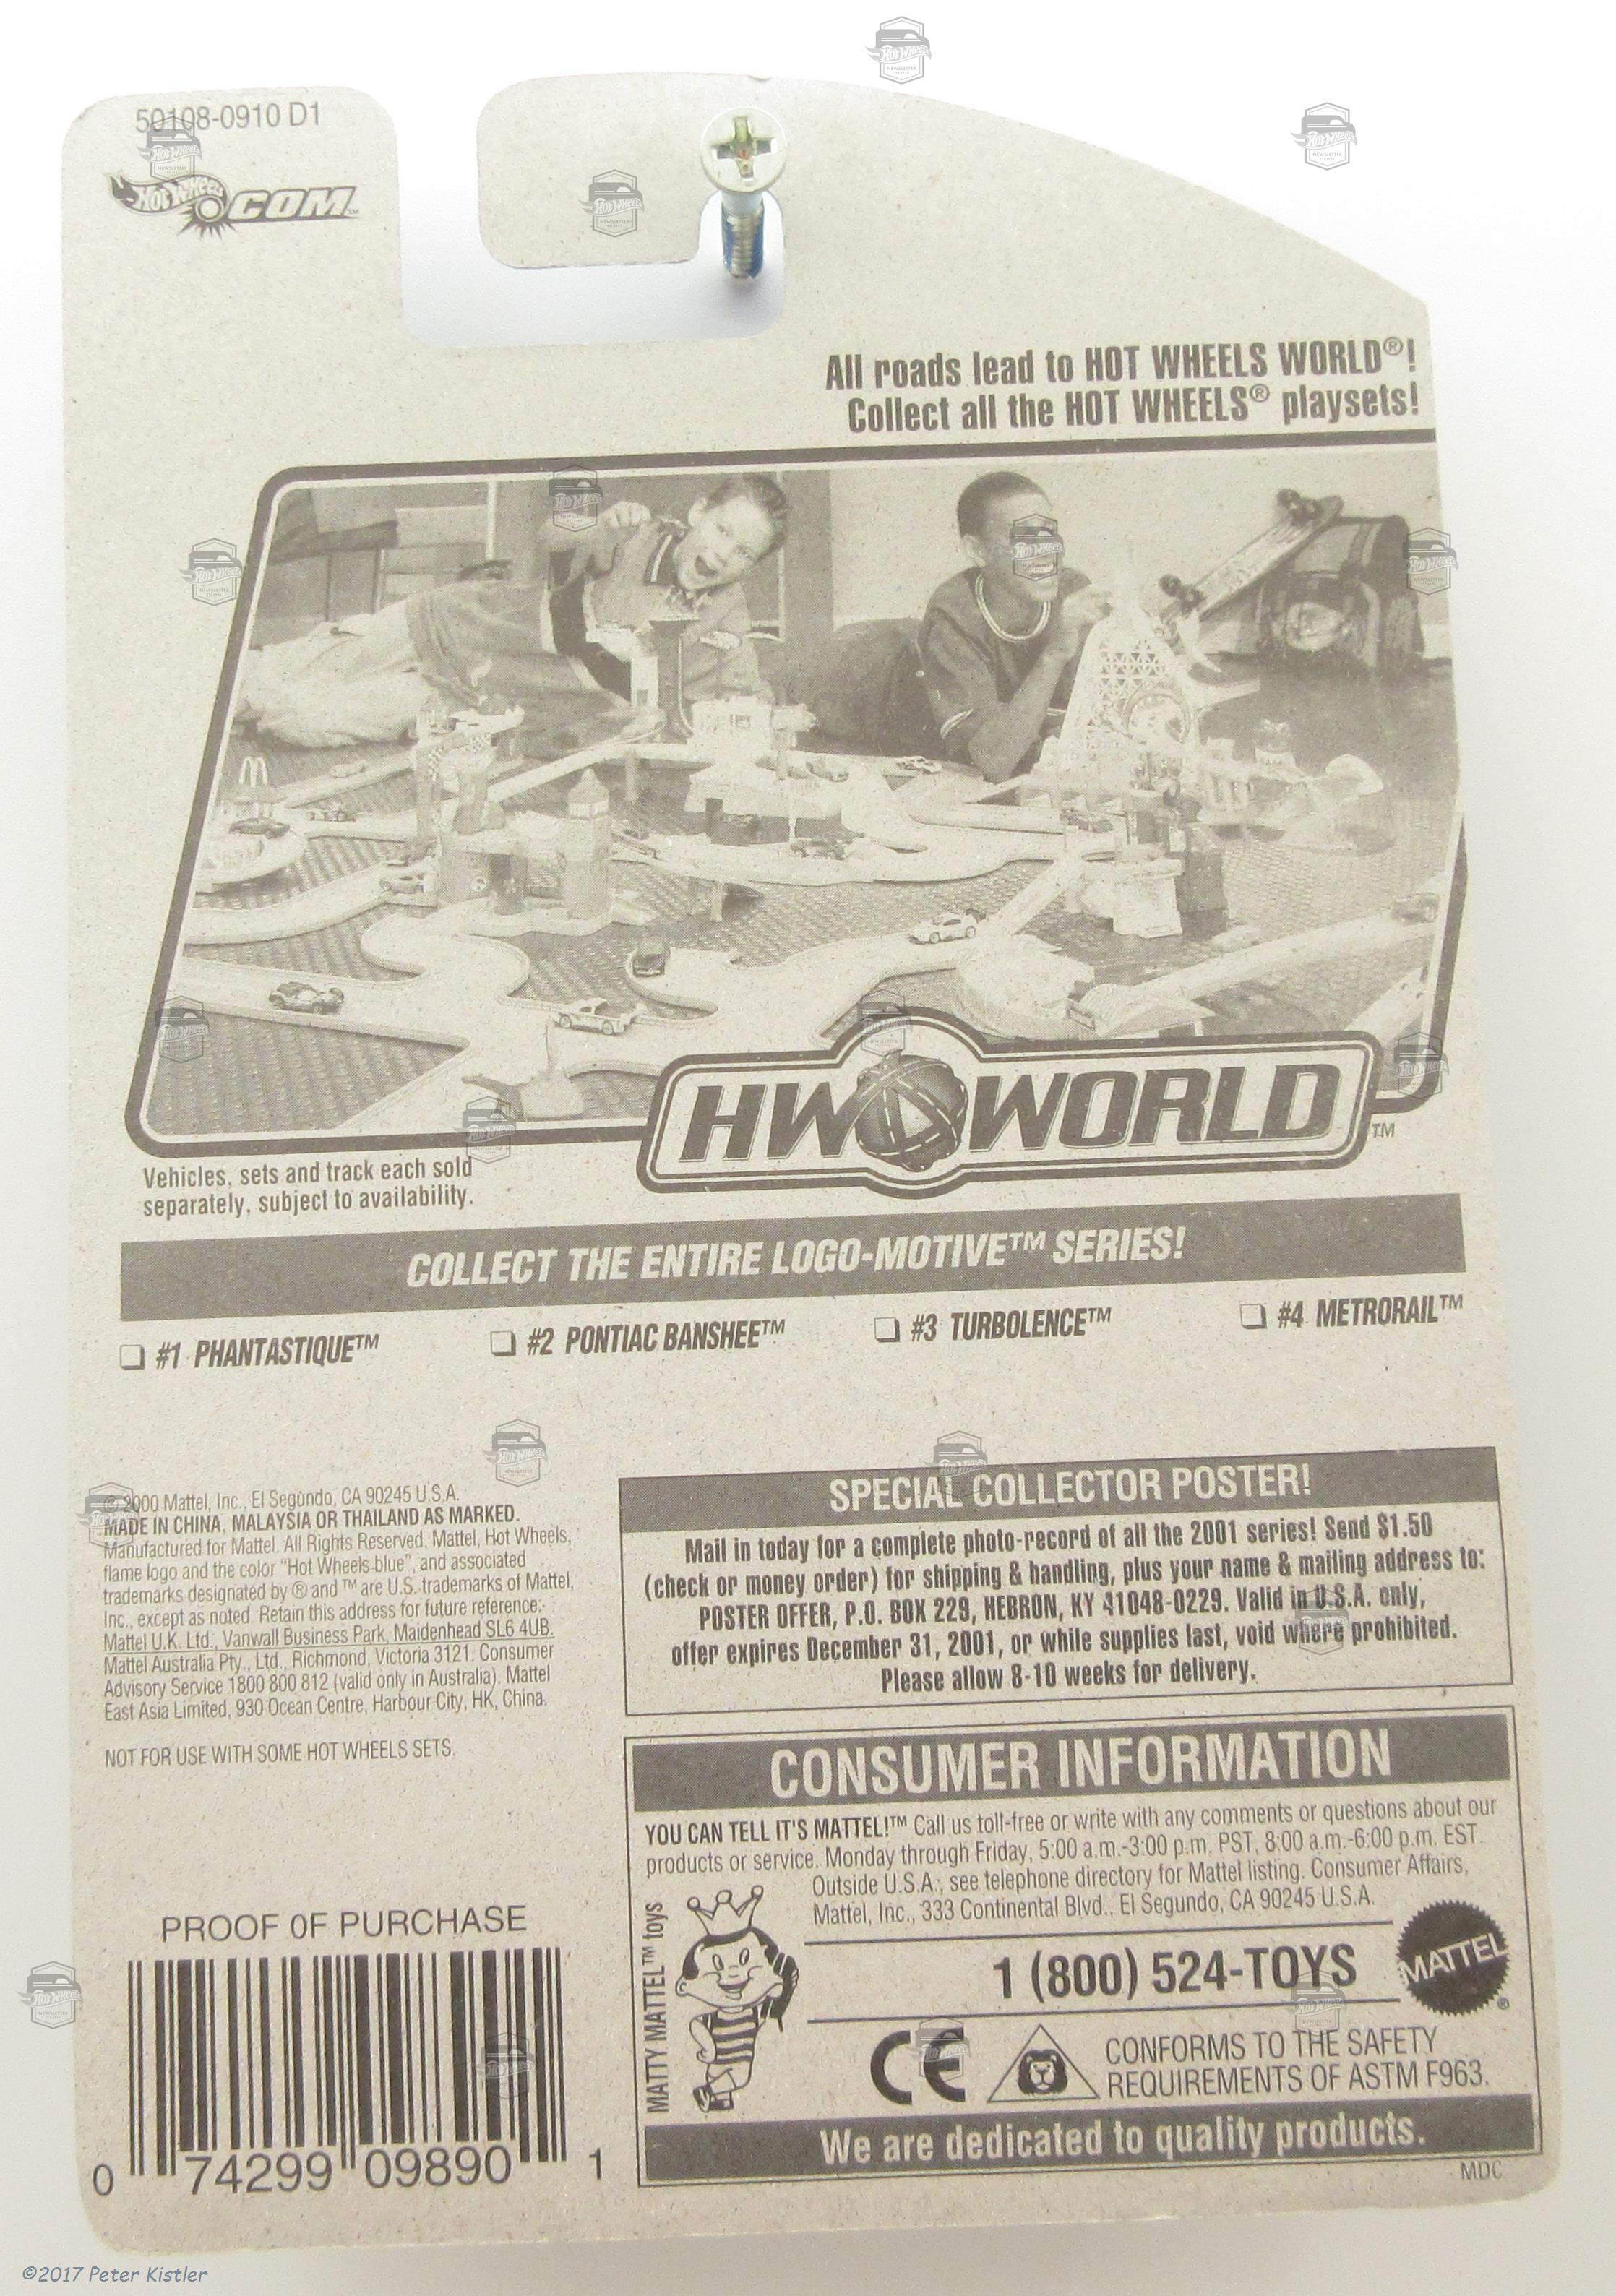 50108-0910 D1
Hot Wheels.COM™
All roads lead to HOT WHEELS WORLD®!
Collect all the HOT WHEELS® playsets!
HW WORLD™
Vehicles, sets and track each sold
separately, subject to availability.
COLLECT THE ENTIRE LOGO-MOTIVE™ SERIES!
#1 PHANTASTIQUE™
#2 PONTIAC BANSHEE™
#3 TURBOLENCE™
#4 METRORAIL™
© 2000 Mattel, Inc., El Segundo, CA 90245 U.S.A.
MADE IN CHINA, MALAYSIA OR THAILAND AS MARKED.
Manufactured for Mattel. All Rights Reserved. Mattel, Hot Wheels,
flame logo and the color “Hot Wheels blue”, and associated
trademarks designated by ® and ™ are U.S. trademarks of Mattel,
Inc., except as noted. Retain this address for future reference:
Mattel U.K. Ltd., Vanwall Business Park, Maidenhead SL6 4UB.
Mattel Australia Pty., Ltd., Richmond, Victoria 3121. Consumer
Advisory Service 1800 800 812 (valid only in Australia). Mattel
East Asia Limited, 930 Ocean Centre, Harbour City, HK, China.
NOT FOR USE WITH SOME HOT WHEELS SETS.
SPECIAL COLLECTOR POSTER!
Mail in today for a complete photo-record of all the 2001 series! Send $1.50
(check or money order) for shipping & handling, plus your name & mailing address to:
POSTER OFFER, P.O. BOX 229, HEBRON, KY 41048-0229. Valid in U.S.A. only,
offer expires December 31, 2001, or while supplies last, void where prohibited.
Please allow 8-10 weeks for delivery.
CONSUMER INFORMATION
YOU CAN TELL IT'S MATTEL!™ Call us toll-free or write with any comments or questions about our
products or service. Monday through Friday, 5:00 a.m.-3:00 p.m. PST, 8:00 a.m.-6:00 p.m. EST.
Outside U.S.A., see telephone directory for Mattel listing. Consumer Affairs,
Mattel, Inc., 333 Continental Blvd., El Segundo, CA 90245 U.S.A.
MATTY MATTEL™ toys
1 (800) 524-TOYS
MATTEL®
CE
CONFORMS TO THE SAFETY
REQUIREMENTS OF ASTM F963.
We are dedicated to quality products.
MDC
PROOF OF PURCHASE
0 74299 09890 1
©2017 Peter Kistler